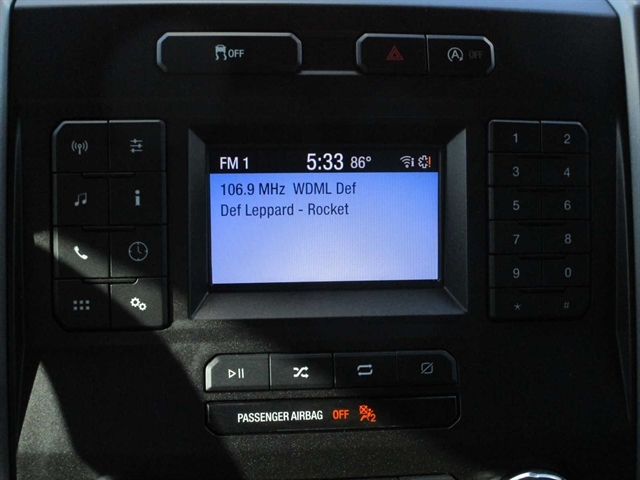 OFF
A OFF
FM 1 5:33 86°
106.9 MHz WDML Def
Def Leppard - Rocket
i
1 2
3 4
5 6
7 8
9 0
* #
PASSENGER AIRBAG OFF 2